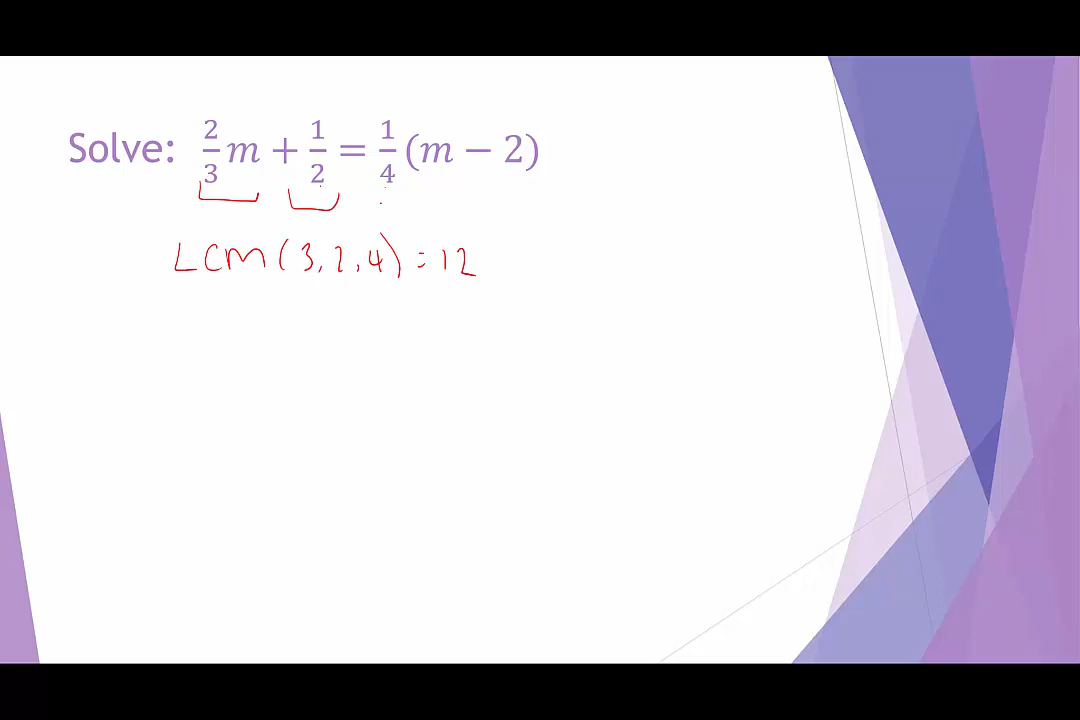 Solve: 2/3 m + 1/2 = 1/4 (m − 2)
LCM (3, 2, 4) = 12